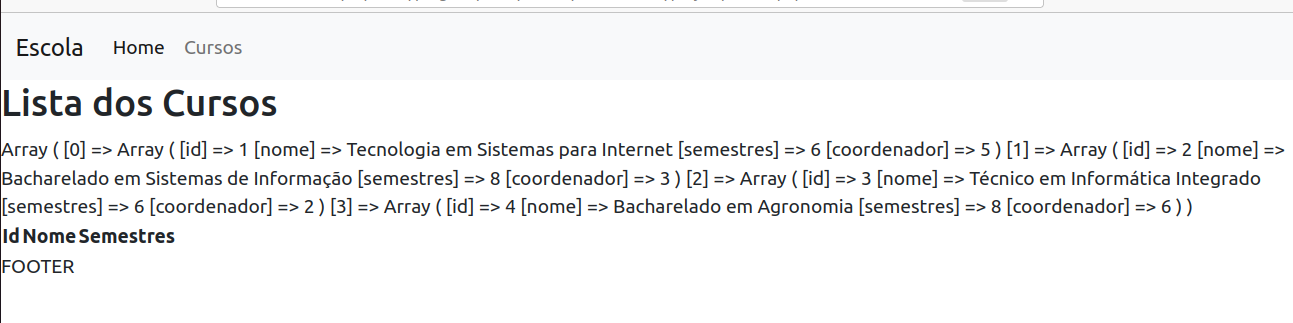 Escola Home Cursos
Lista dos Cursos
Array ( [0] => Array ( [id] => 1 [nome] => Tecnologia em Sistemas para Internet [semestres] => 6 [coordenador] => 5 ) [1] => Array ( [id] => 2 [nome] =>
Bacharelado em Sistemas de Informação [semestres] => 8 [coordenador] => 3 ) [2] => Array ( [id] => 3 [nome] => Técnico em Informática Integrado
[semestres] => 6 [coordenador] => 2 ) [3] => Array ( [id] => 4 [nome] => Bacharelado em Agronomia [semestres] => 8 [coordenador] => 6 ) )
Id Nome Semestres
FOOTER